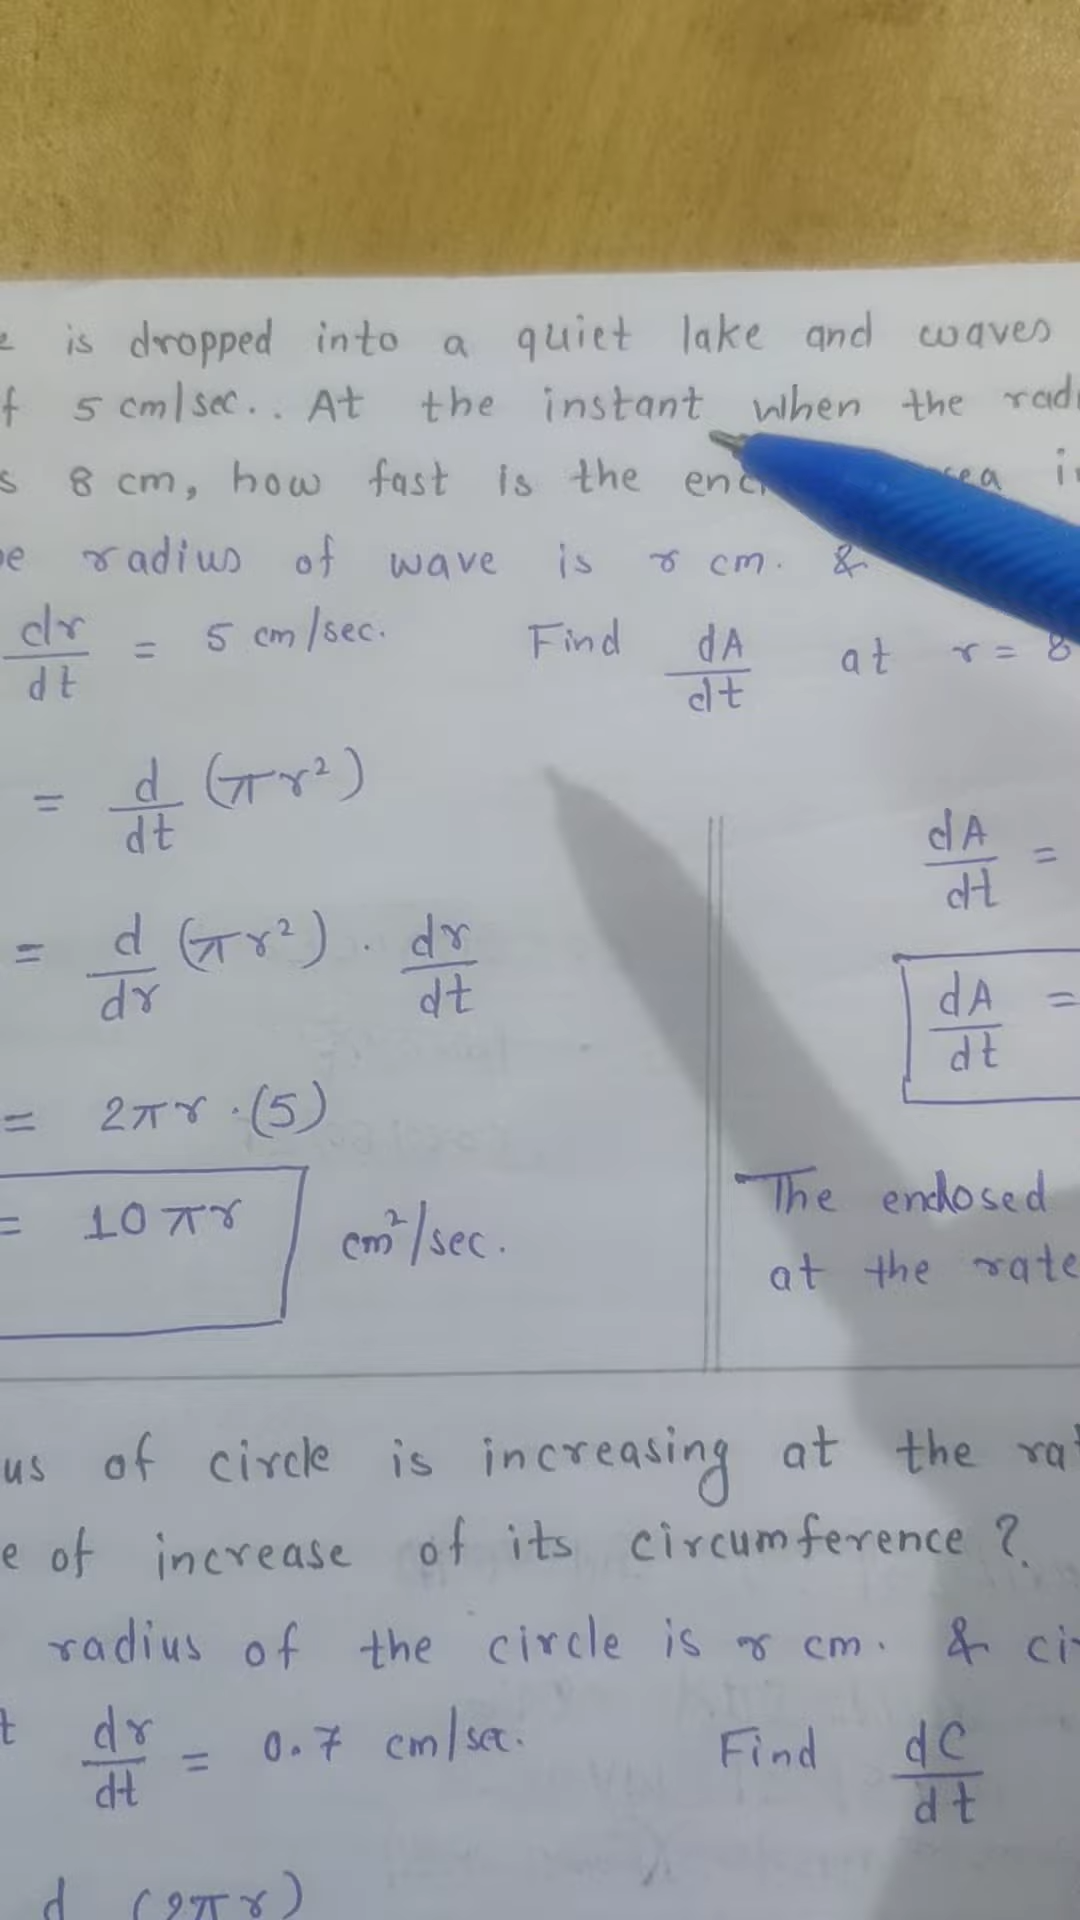 is dropped into a quiet lake and waves
5 cm/sec.. At the instant when the
8 cm, how fast is the
radius of wave is r cm. &
dr/dt = 5 cm/sec. Find dA/dt at r = 8
= d/dt (πr²)
= d/dr (πr²) · dr/dt
= 2πr · (5)
= 10πr cm²/sec.
dA/dt =
dA/dt =
The enclosed
at the rate
of circle is increasing at the
of increase of its circumference ?
radius of the circle is r cm. &
dr/dt = 0.7 cm/sec. Find dC/dt
d (2πr)